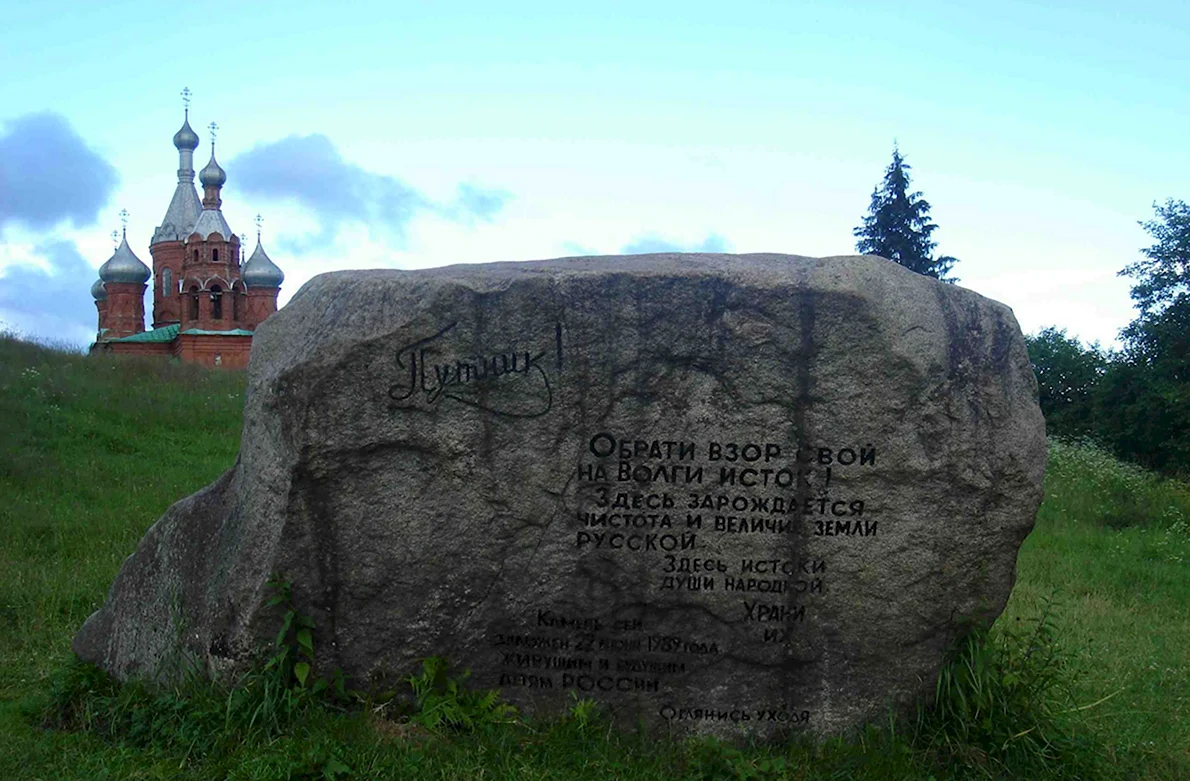 Путник!
Обрати взор свой
на Волги исток!
Здесь зарождается
чистота и величие земли
русской.
Здесь истоки
души народной.
Храни
их.
Камень сей
заложен 22 июня 1989 года
живущим и будущим
детям России
Оглянись уходя